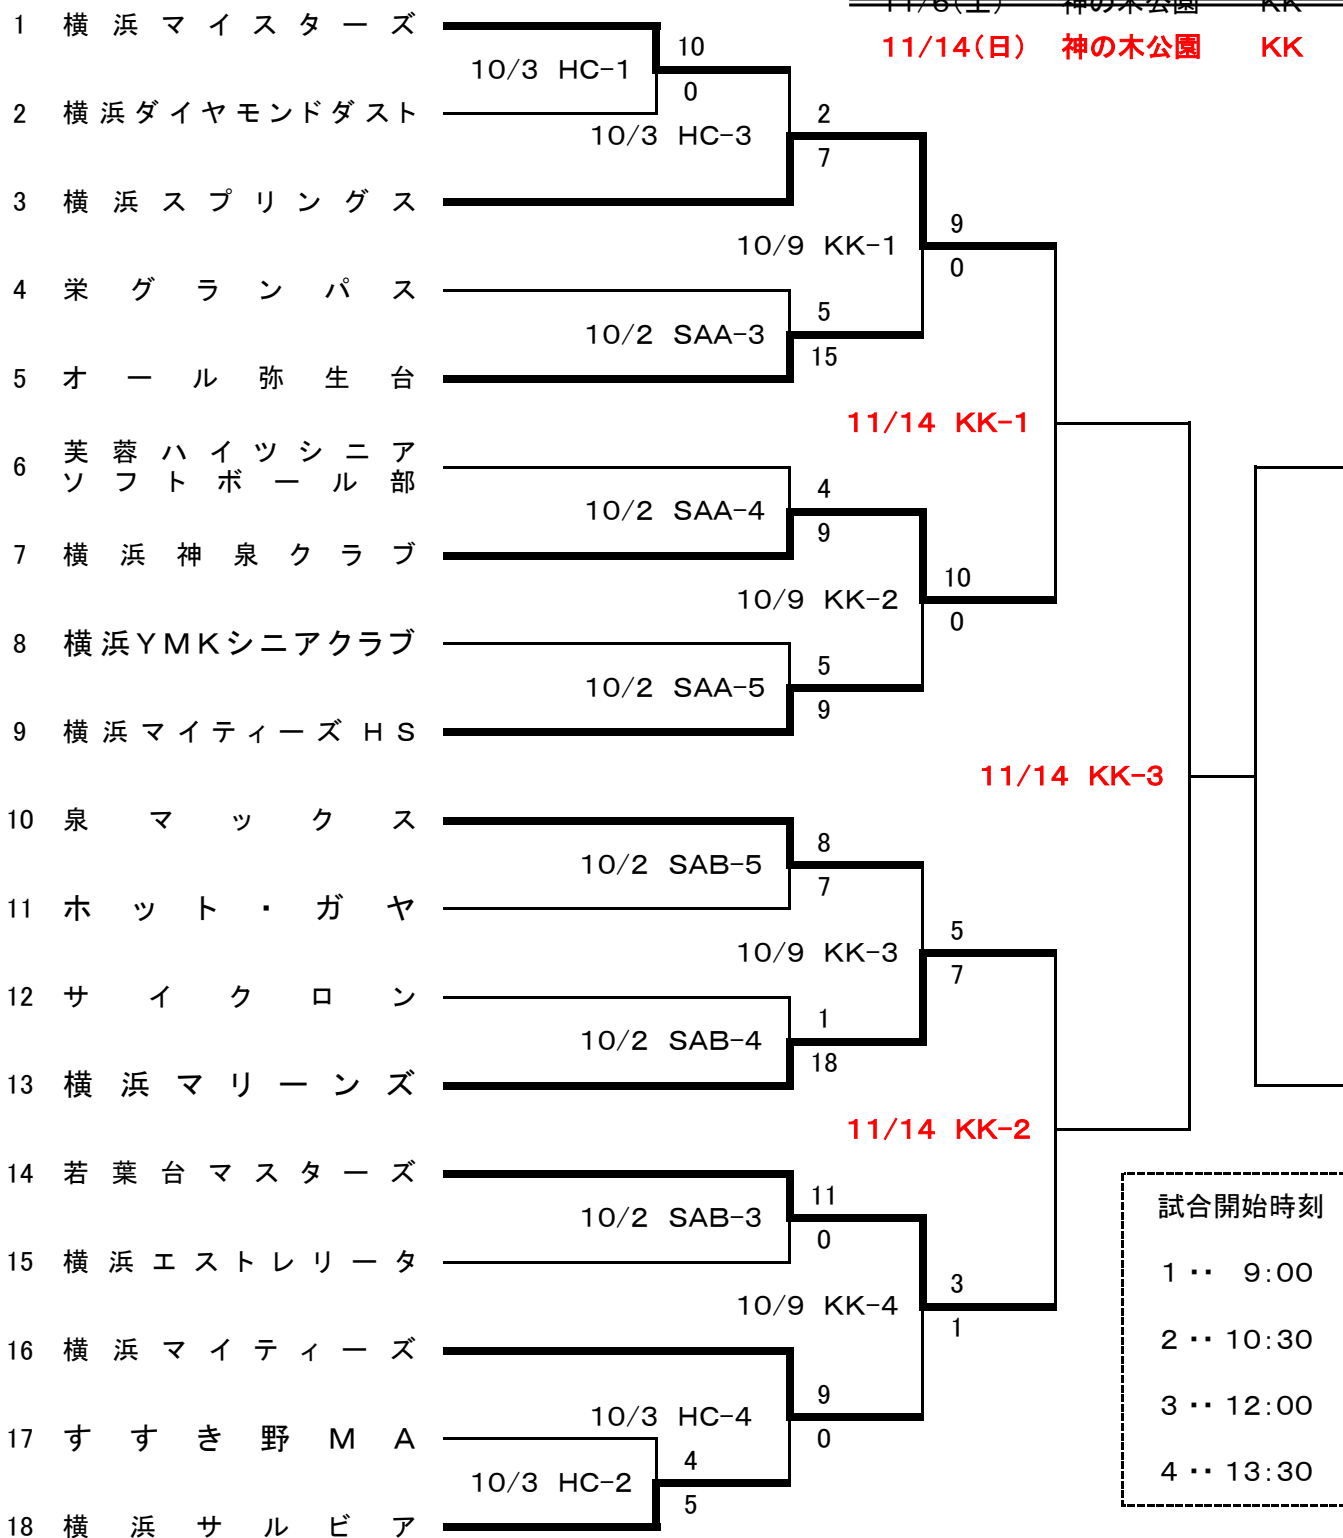 11/6(土) 神の木公園 KK
11/14(日) 神の木公園 KK
1 横浜マイスターズ
10
10/3 HC-1
0
2 横浜ダイヤモンドダスト
2
10/3 HC-3
7
3 横浜スプリングス
9
10/9 KK-1
0
4 栄グランパス
5
10/2 SAA-3
15
5 オール弥生台
11/14 KK-1
6 芙蓉ハイツシニア
ソフトボール部
4
10/2 SAA-4
9
7 横浜神泉クラブ
10
10/9 KK-2
0
8 横浜YMKシニアクラブ
5
10/2 SAA-5
9
9 横浜マイティーズHS
11/14 KK-3
10 泉マックス
8
10/2 SAB-5
7
11 ホット・ガヤ
5
10/9 KK-3
7
12 サイクロン
1
10/2 SAB-4
18
13 横浜マリーンズ
11/14 KK-2
14 若葉台マスターズ
11
10/2 SAB-3
0
15 横浜エストレリータ
3
10/9 KK-4
1
16 横浜マイティーズ
9
10/3 HC-4
0
17 すすき野MA
4
10/3 HC-2
5
18 横浜サルビア
試合開始時刻
1 ・・ 9:00
2 ・・ 10:30
3 ・・ 12:00
4 ・・ 13:30